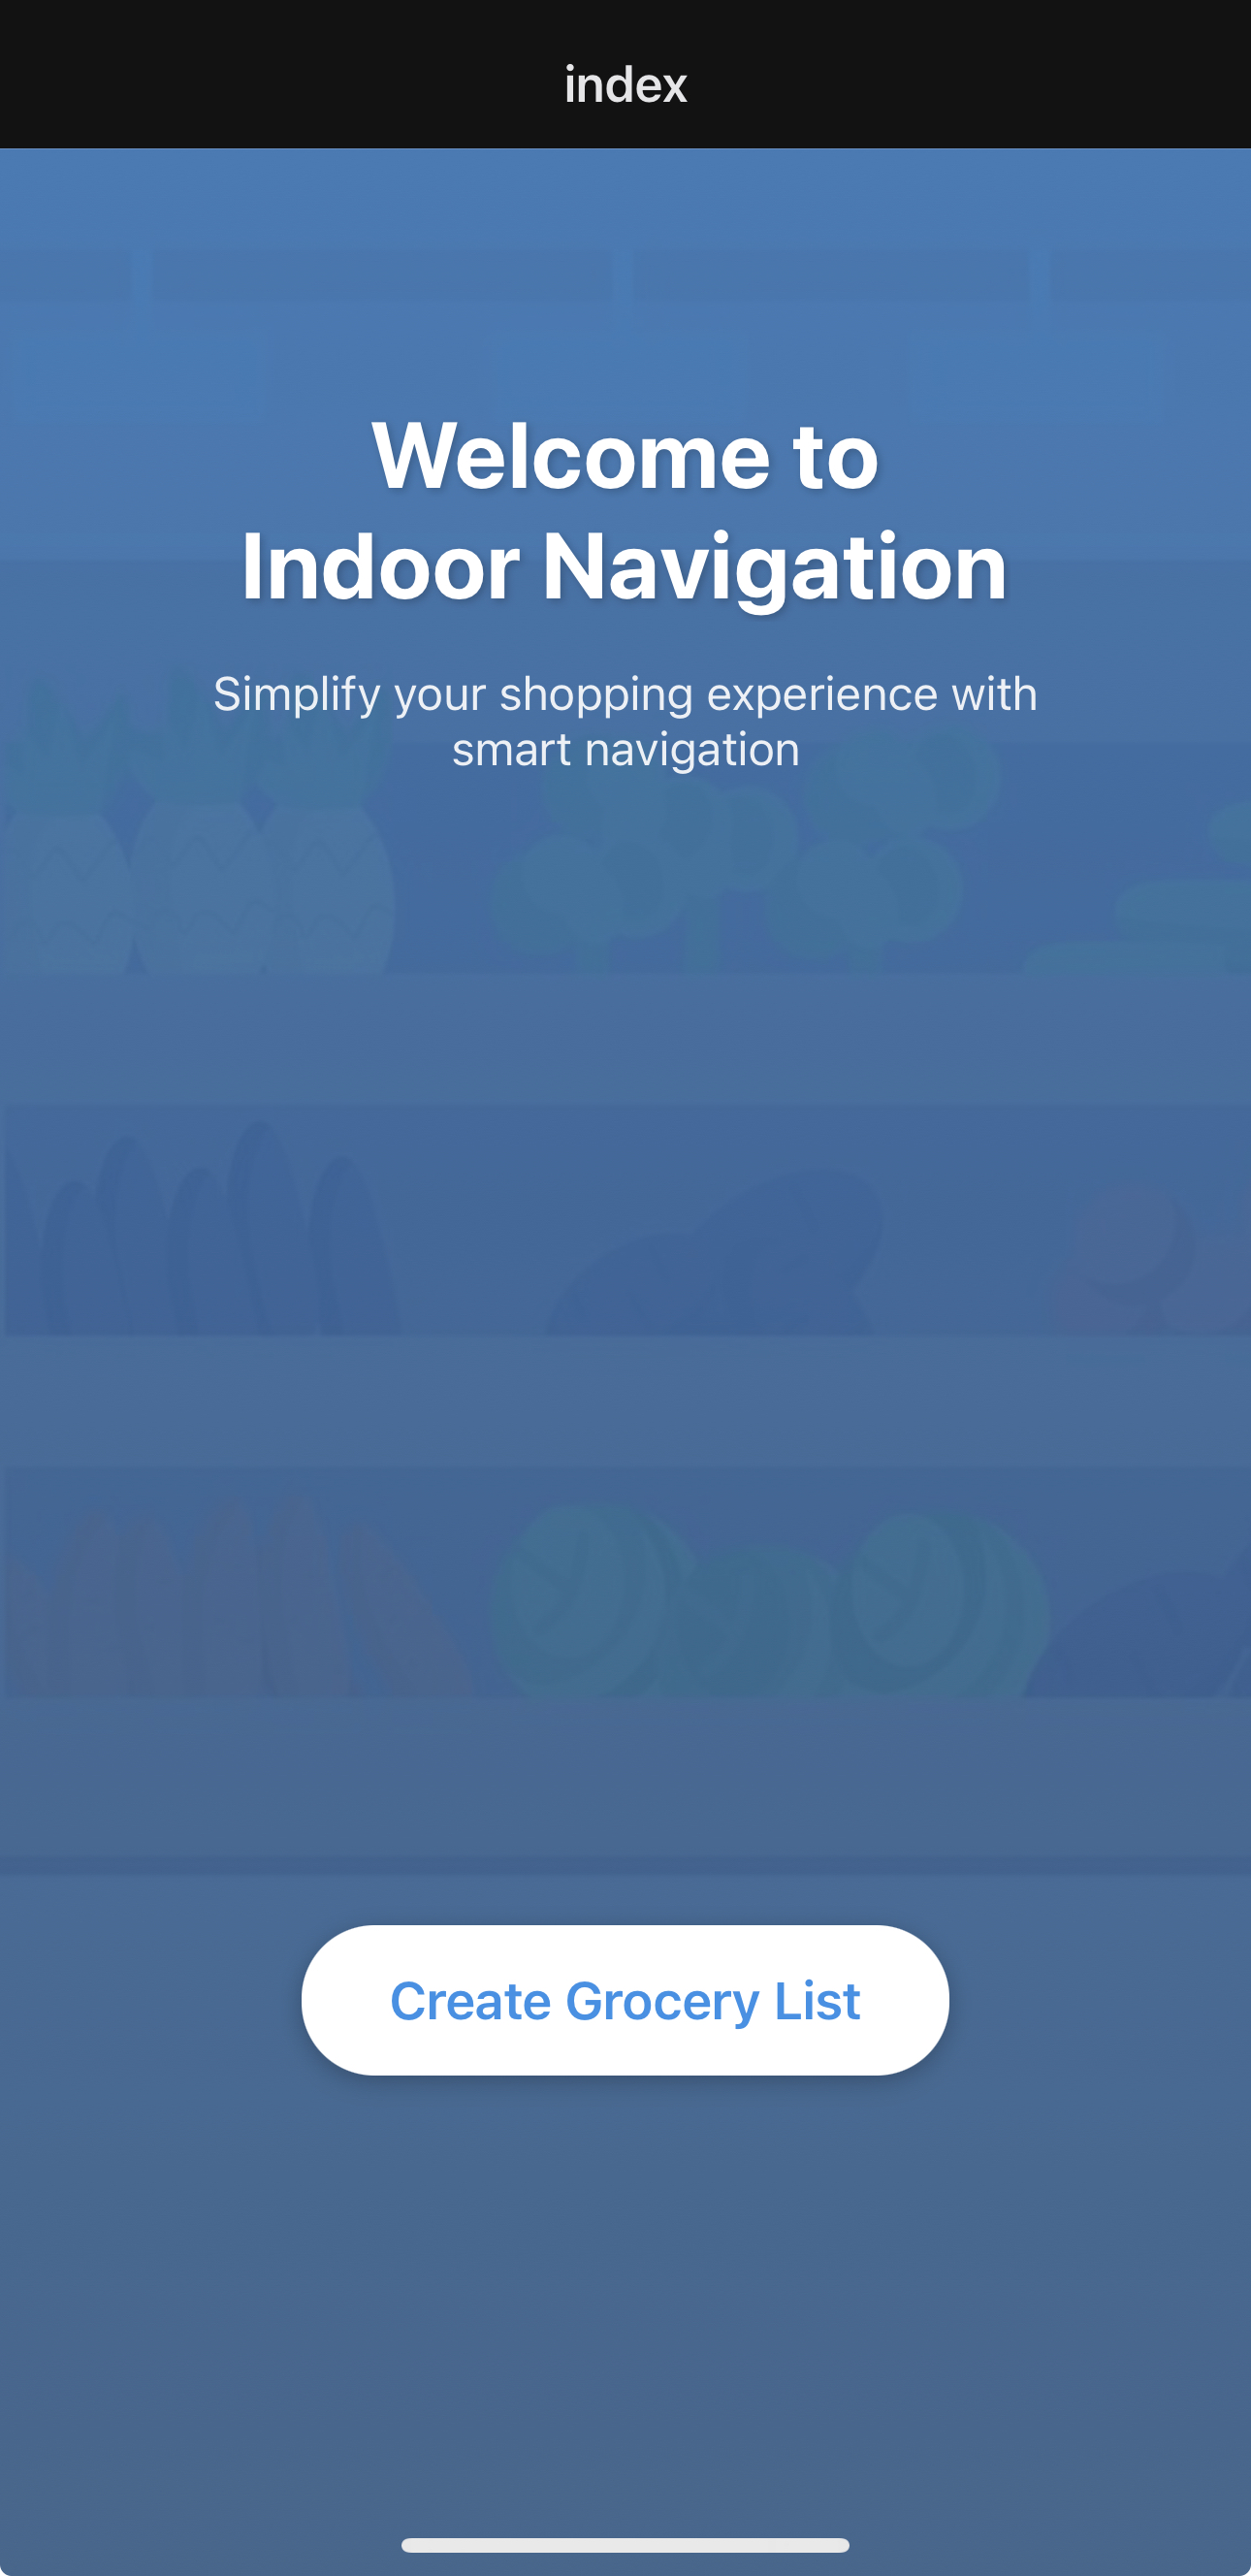 index
Welcome to
Indoor Navigation
Simplify your shopping experience with
smart navigation
Create Grocery List